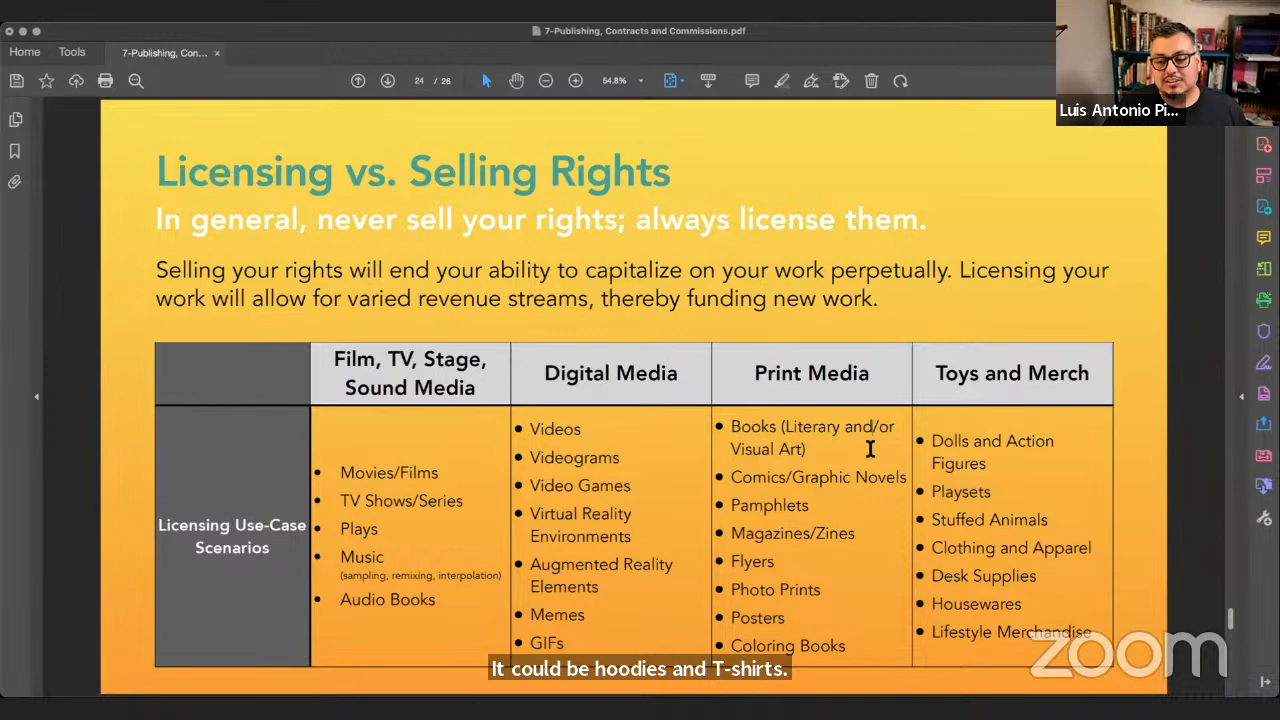 7-Publishing, Contracts and Commissions.pdf
Home
Tools
7-Publishing, Con...
24 / 26
54.8%
Luis Antonio Pi...
Licensing vs. Selling Rights
In general, never sell your rights; always license them.
Selling your rights will end your ability to capitalize on your work perpetually. Licensing your
work will allow for varied revenue streams, thereby funding new work.
Film, TV, Stage,
Sound Media
Digital Media
Print Media
Toys and Merch
Licensing Use-Case
Scenarios
• Movies/Films
• TV Shows/Series
• Plays
• Music
(sampling, remixing, interpolation)
• Audio Books
• Videos
• Videograms
• Video Games
• Virtual Reality
Environments
• Augmented Reality
Elements
• Memes
• GIFs
• Books (Literary and/or
Visual Art)
• Comics/Graphic Novels
• Pamphlets
• Magazines/Zines
• Flyers
• Photo Prints
• Posters
• Coloring Books
• Dolls and Action
Figures
• Playsets
• Stuffed Animals
• Clothing and Apparel
• Desk Supplies
• Housewares
• Lifestyle Merchandise
zoom
It could be hoodies and T-shirts.